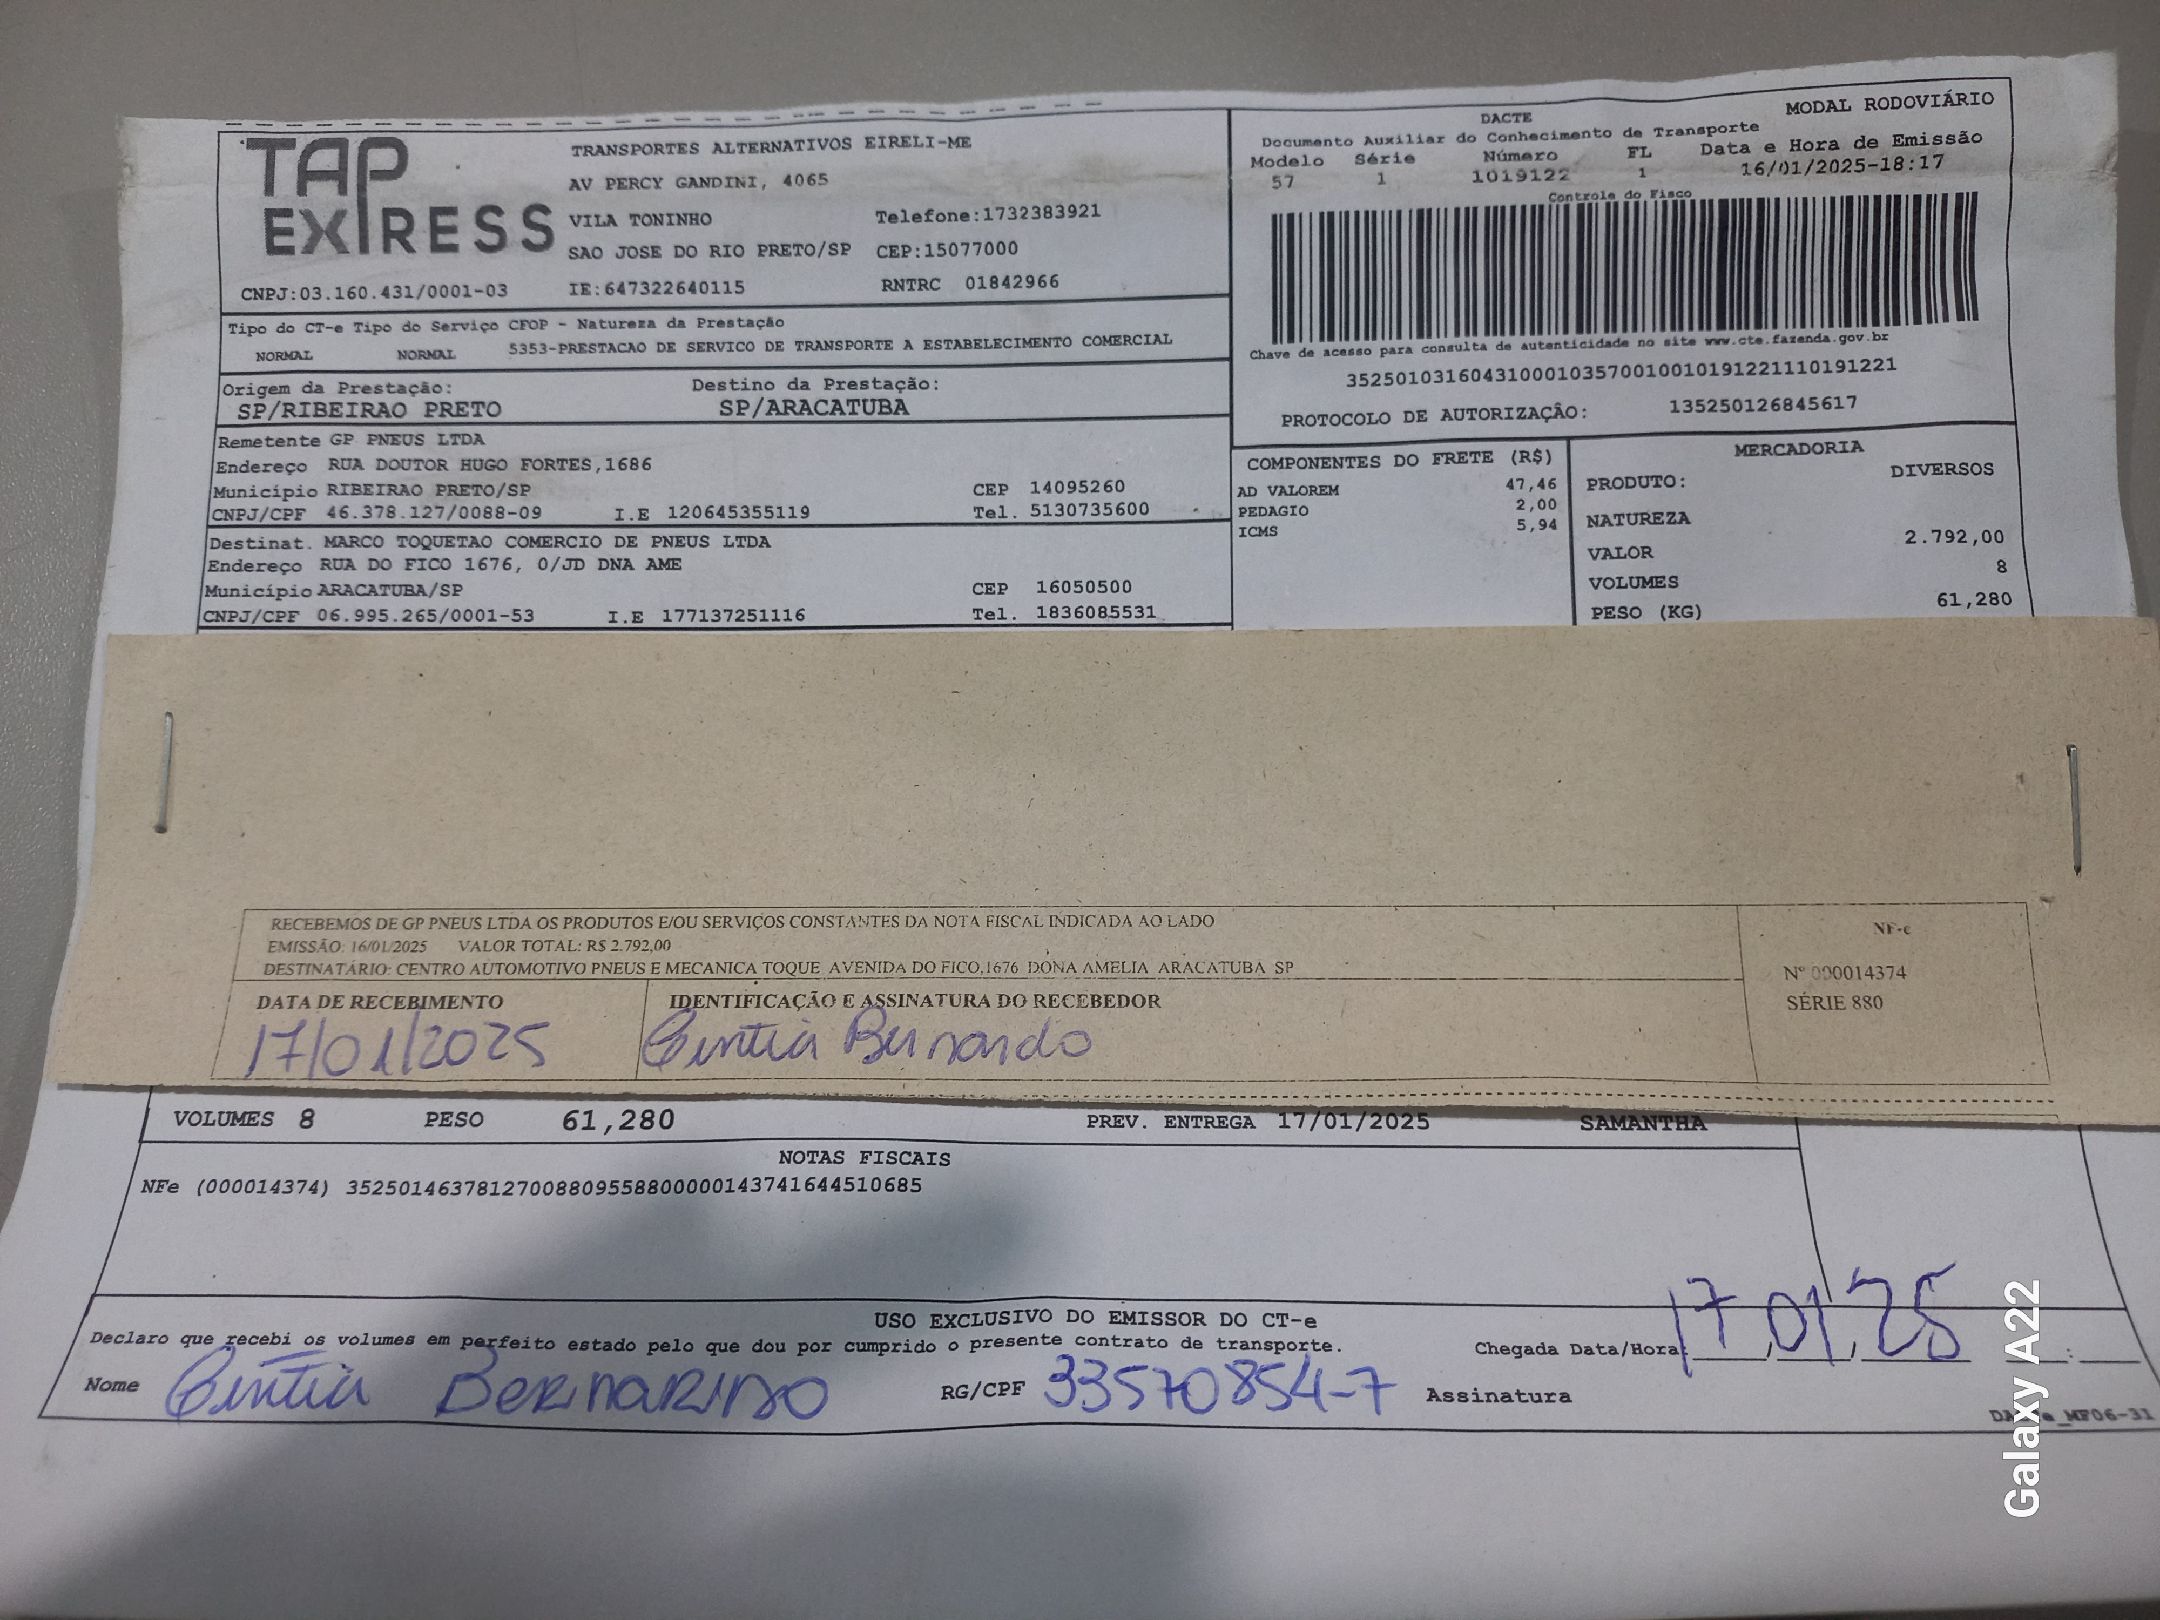 TAP EXPRESS
TRANSPORTES ALTERNATIVOS EIRELI-ME
AV PERCY GANDINI, 4065
VILA TONINHO Telefone:1732383921
SAO JOSE DO RIO PRETO/SP CEP:15077000
CNPJ:03.160.431/0001-03 IE:647322640115 RNTRC 01842966
MODAL RODOVIÁRIO
DACTE
Documento Auxiliar do Conhecimento de Transporte
Modelo Série Número FL Data e Hora de Emissão
57 1 1019122 1 16/01/2025-18:17
Controle do Fisco
Chave de acesso para consulta de autenticidade no site www.cte.fazenda.gov.br
35250103160431000103570010010191221110191221
PROTOCOLO DE AUTORIZAÇÃO: 135250126845617
Tipo do CT-e Tipo do Serviço CFOP - Natureza da Prestação
NORMAL NORMAL 5353-PRESTACAO DE SERVICO DE TRANSPORTE A ESTABELECIMENTO COMERCIAL
Origem da Prestação: Destino da Prestação:
SP/RIBEIRAO PRETO SP/ARACATUBA
Remetente GP PNEUS LTDA
Endereço RUA DOUTOR HUGO FORTES,1686
Município RIBEIRAO PRETO/SP CEP 14095260
CNPJ/CPF 46.378.127/0088-09 I.E 120645355119 Tel. 5130735600
Destinat. MARCO TOQUETAO COMERCIO DE PNEUS LTDA
Endereço RUA DO FICO 1676, 0/JD DNA AME
Município ARACATUBA/SP CEP 16050500
CNPJ/CPF 06.995.265/0001-53 I.E 177137251116 Tel. 1836085531
COMPONENTES DO FRETE (R$)
AD VALOREM 47,46
PEDAGIO 2,00
ICMS 5,94
MERCADORIA
PRODUTO: DIVERSOS
NATUREZA
VALOR 2.792,00
VOLUMES 8
PESO (KG) 61,280
RECEBEMOS DE GP PNEUS LTDA OS PRODUTOS E/OU SERVIÇOS CONSTANTES DA NOTA FISCAL INDICADA AO LADO
EMISSÃO: 16/01/2025 VALOR TOTAL: R$ 2.792,00
DESTINATÁRIO: CENTRO AUTOMOTIVO PNEUS E MECANICA TOQUE AVENIDA DO FICO,1676 DONA AMELIA ARACATUBA SP
DATA DE RECEBIMENTO IDENTIFICAÇÃO E ASSINATURA DO RECEBEDOR
17/01/2025 Cintia Bernardo
NF-e
Nº 000014374
SÉRIE 880
VOLUMES 8 PESO 61,280 PREV. ENTREGA 17/01/2025 SAMANTHA
NOTAS FISCAIS
NFe (000014374) 35250146378127008809558800000143741644510685
USO EXCLUSIVO DO EMISSOR DO CT-e
Declaro que recebi os volumes em perfeito estado pelo que dou por cumprido o presente contrato de transporte. Chegada Data/Hora: 17 01 25
Nome Cintia Bernardo RG/CPF 33570854-7 Assinatura
Galaxy A22